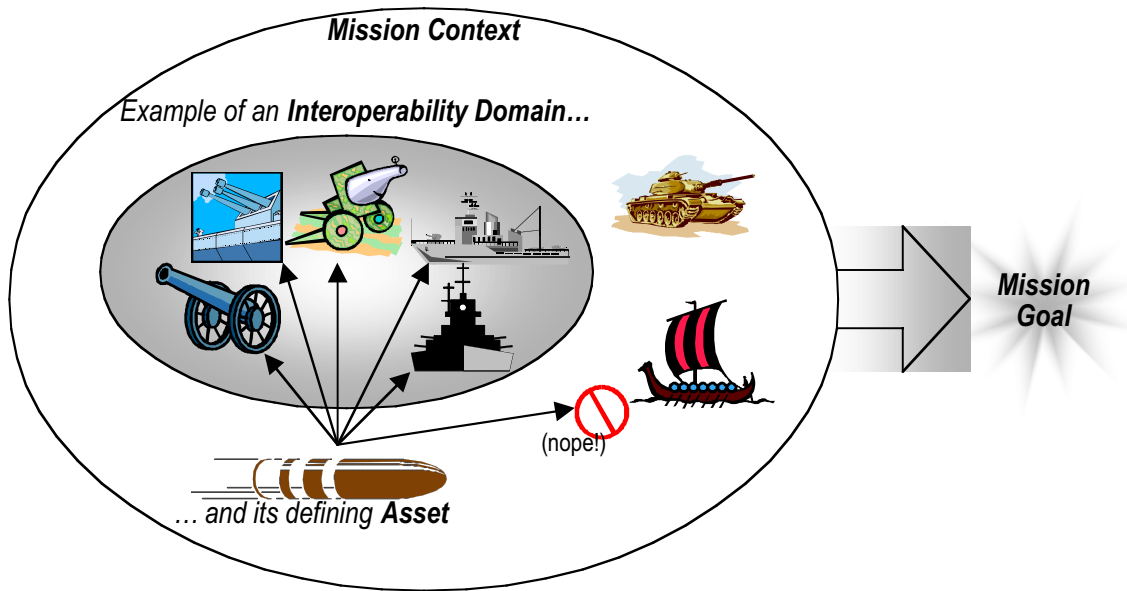 Mission Context
Example of an Interoperability Domain…
Mission
Goal
(nope!)
… and its defining Asset